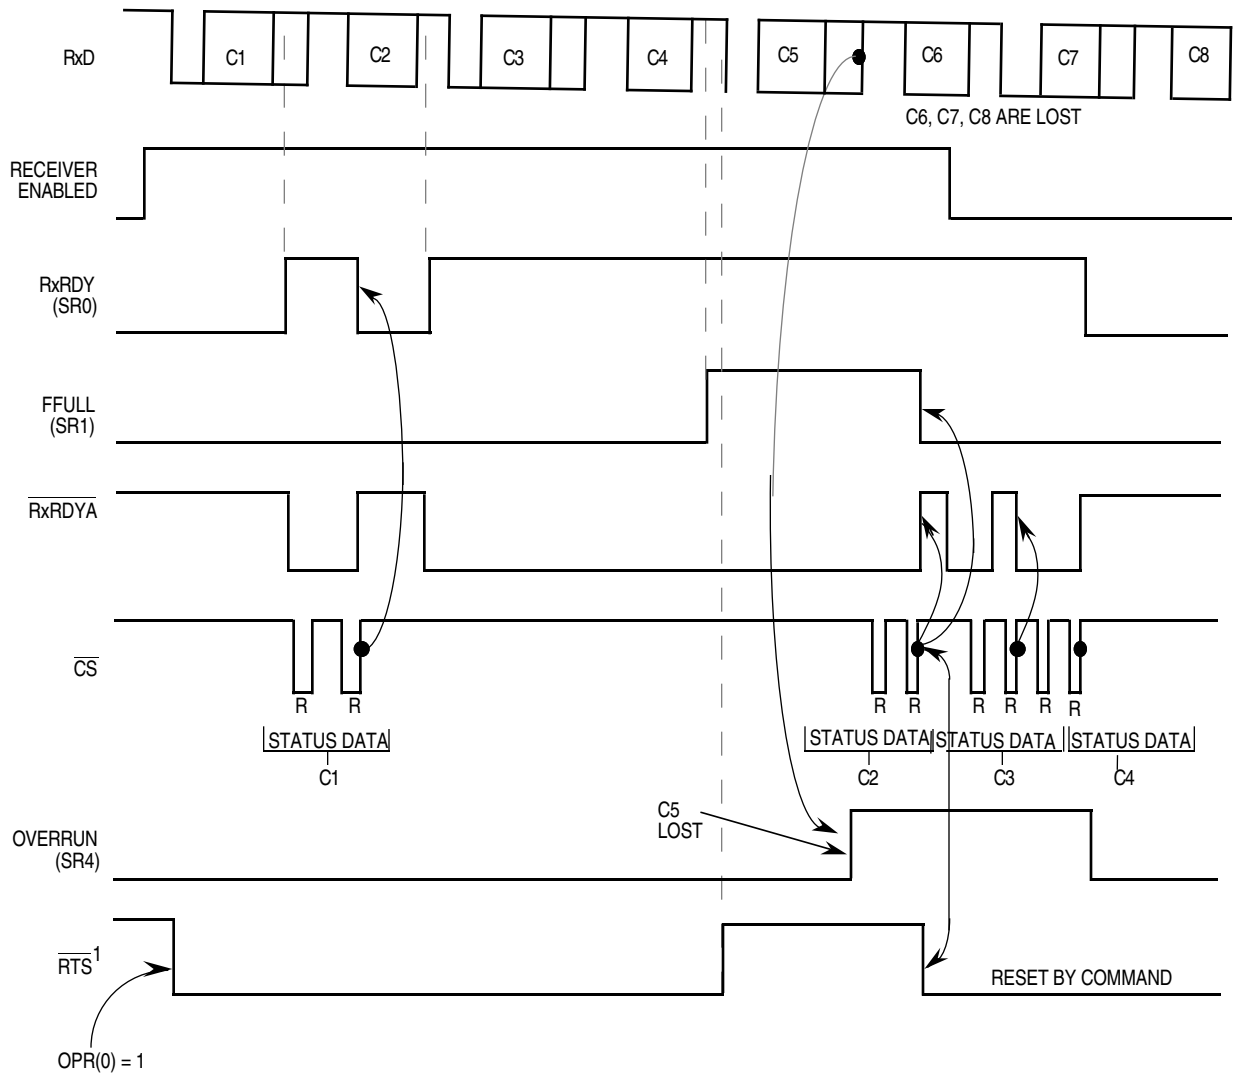 RxD
C1
C2
C3
C4
C5
C6
C7
C8
C6, C7, C8 ARE LOST
RECEIVER
ENABLED
RxRDY
(SR0)
FFULL
(SR1)
RxRDYA
CS
R
R
R
R
R
R
R
R
STATUS DATA
C1
STATUS DATA
C2
STATUS DATA
C3
STATUS DATA
C4
C5
LOST
OVERRUN
(SR4)
RTS1
RESET BY COMMAND
OPR(0) = 1